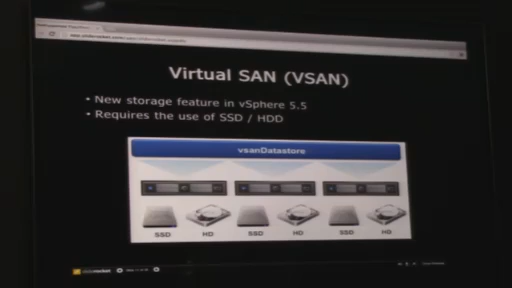 Virtual SAN (VSAN)
• New storage feature in vSphere 5.5
• Requires the use of SSD / HDD
vsanDatastore
SSD HD SSD HD SSD HD
sliderocket